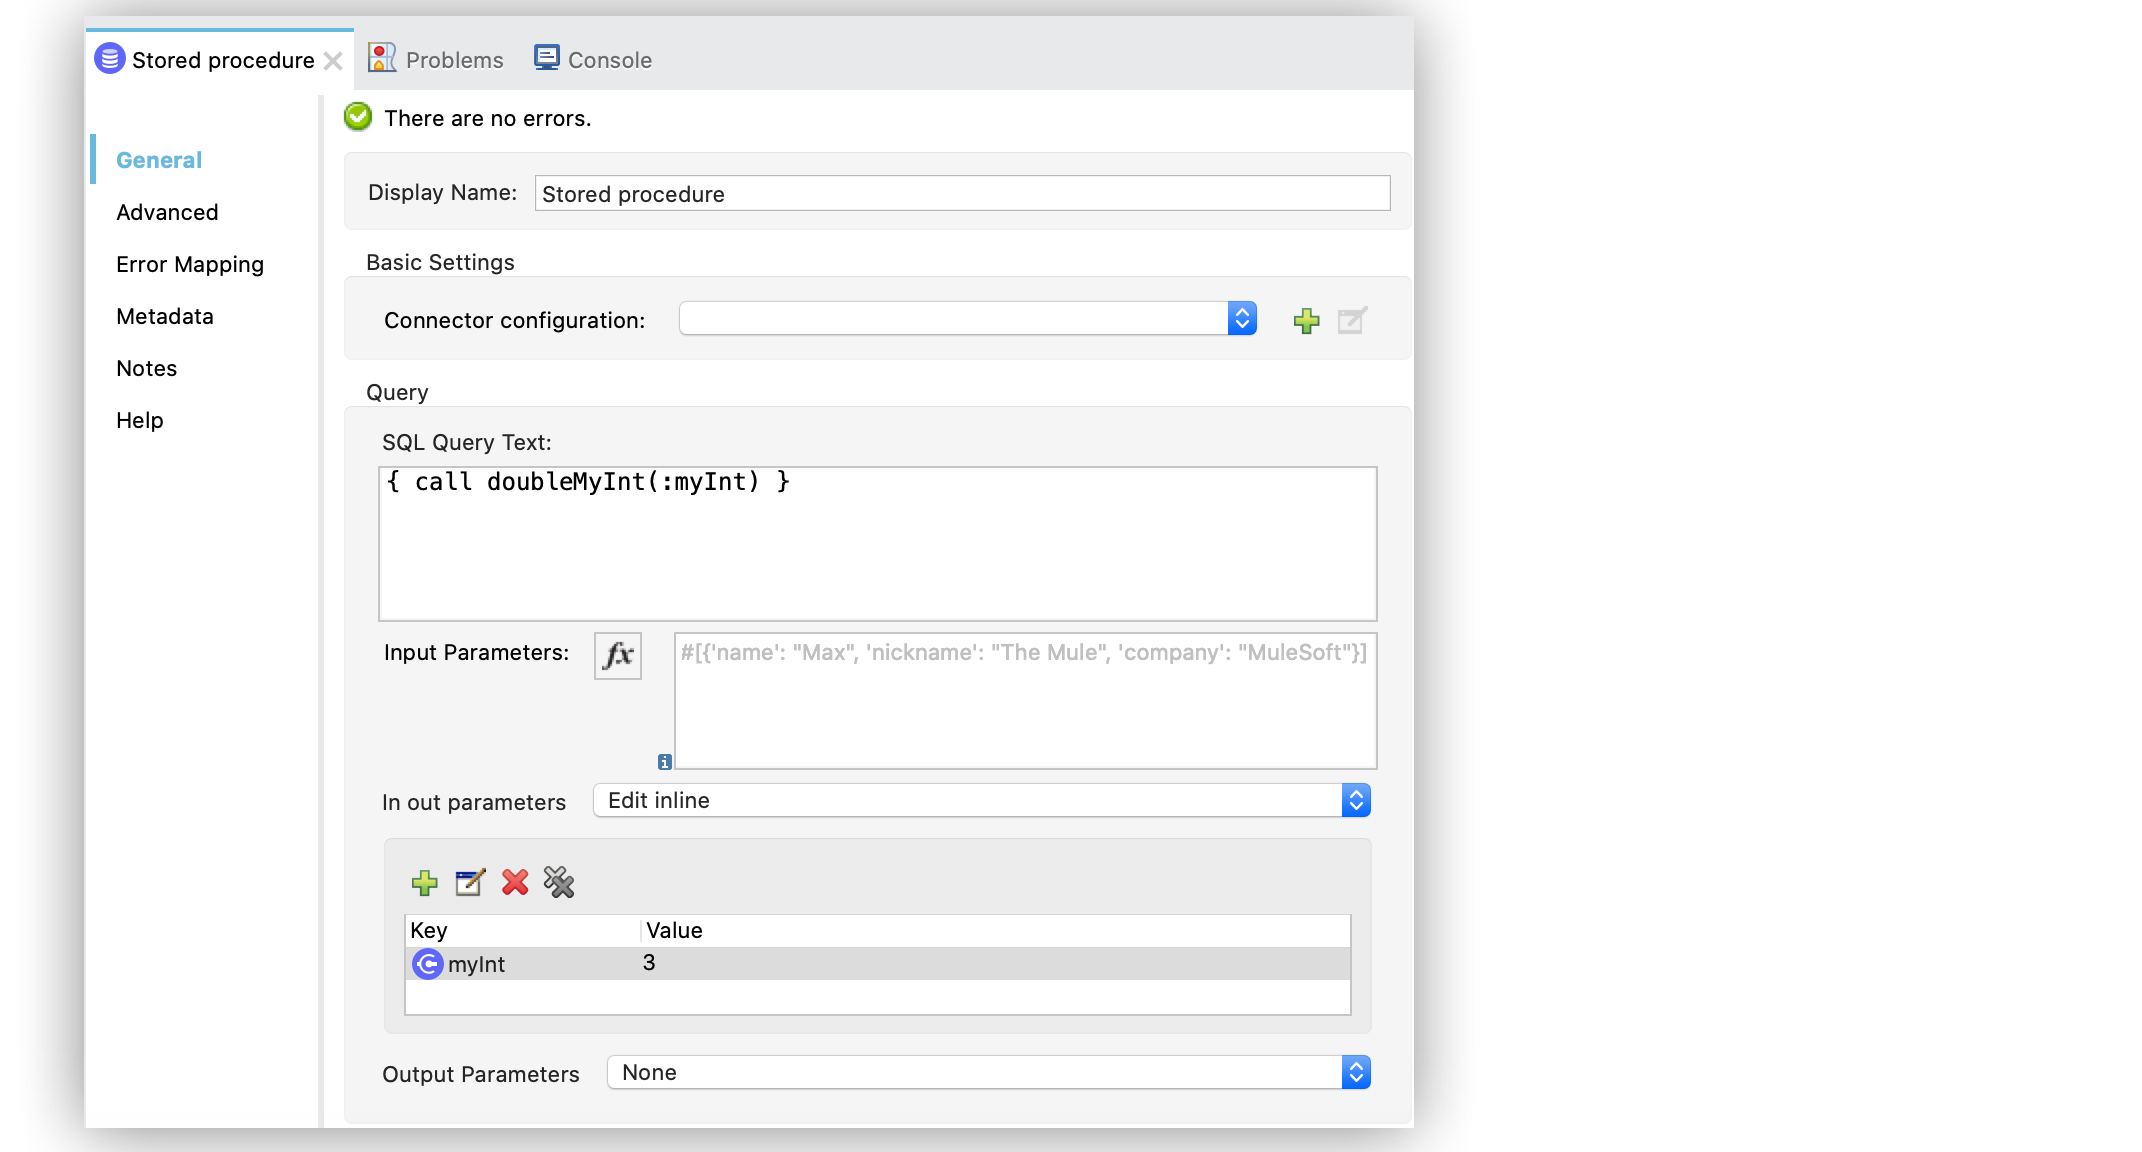 Stored procedure
Problems
Console
There are no errors.
General
Advanced
Error Mapping
Metadata
Notes
Help
Display Name: Stored procedure
Basic Settings
Connector configuration:
Query
SQL Query Text:
{ call doubleMyInt(:myInt) }
Input Parameters: fx #[{'name': "Max", 'nickname': "The Mule", 'company': "MuleSoft"}]
In out parameters Edit inline
Key Value
myInt 3
Output Parameters None